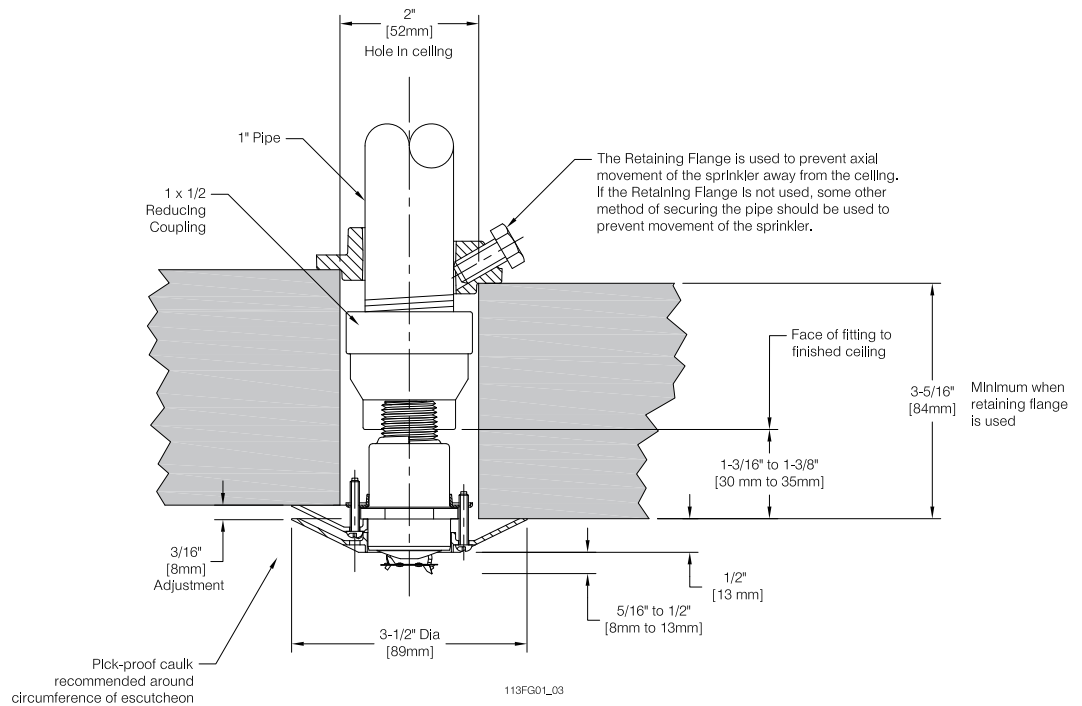 2"
[52mm]
Hole in ceiling
1" Pipe
The Retaining Flange is used to prevent axial
movement of the sprinkler away from the ceiling.
If the Retaining Flange is not used, some other
method of securing the pipe should be used to
prevent movement of the sprinkler.
1 x 1/2
Reducing
Coupling
Face of fitting to
finished ceiling
3-5/16"
[84mm]
Minimum when
retaining flange
is used
1-3/16" to 1-3/8"
[30 mm to 35mm]
3/16"
[8mm]
Adjustment
1/2"
[13 mm]
5/16" to 1/2"
[8mm to 13mm]
3-1/2" Dia
[89mm]
Pick-proof caulk
recommended around
circumference of escutcheon
113FG01_03